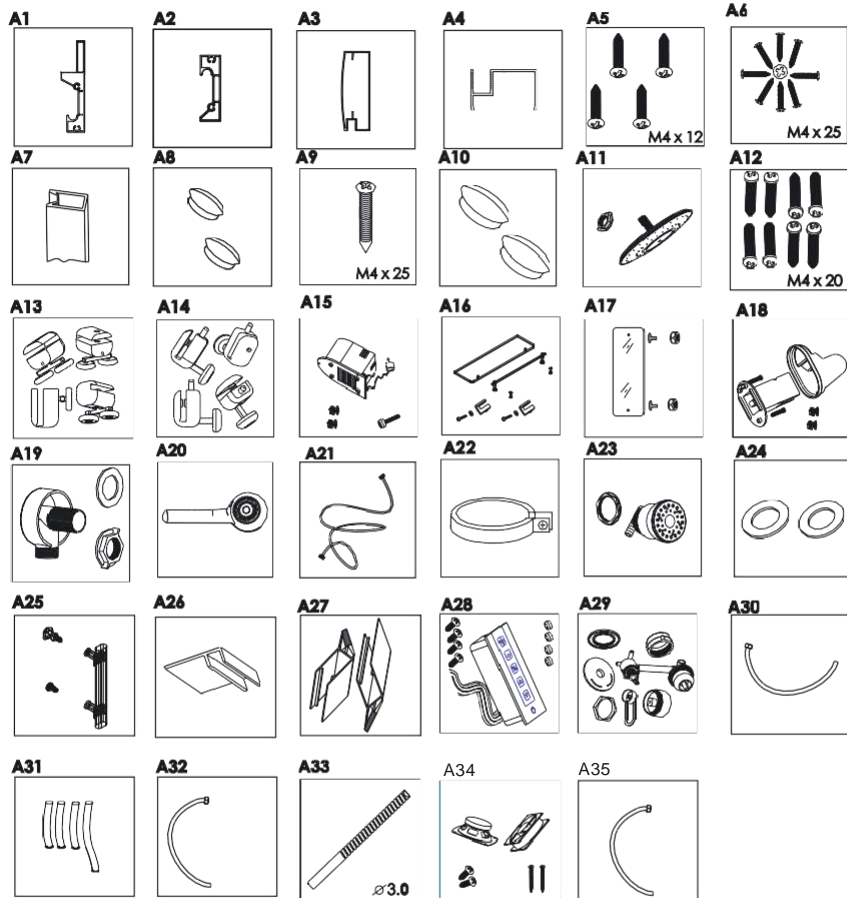 A1 A2 A3 A4 A5 A6
M4 x 12 M4 x 25
A7 A8 A9 A10 A11 A12
M4 x 25 M4 x 20
A13 A14 A15 A16 A17 A18
A19 A20 A21 A22 A23 A24
A25 A26 A27 A28 A29 A30
A31 A32 A33 A34 A35
⌀3.0